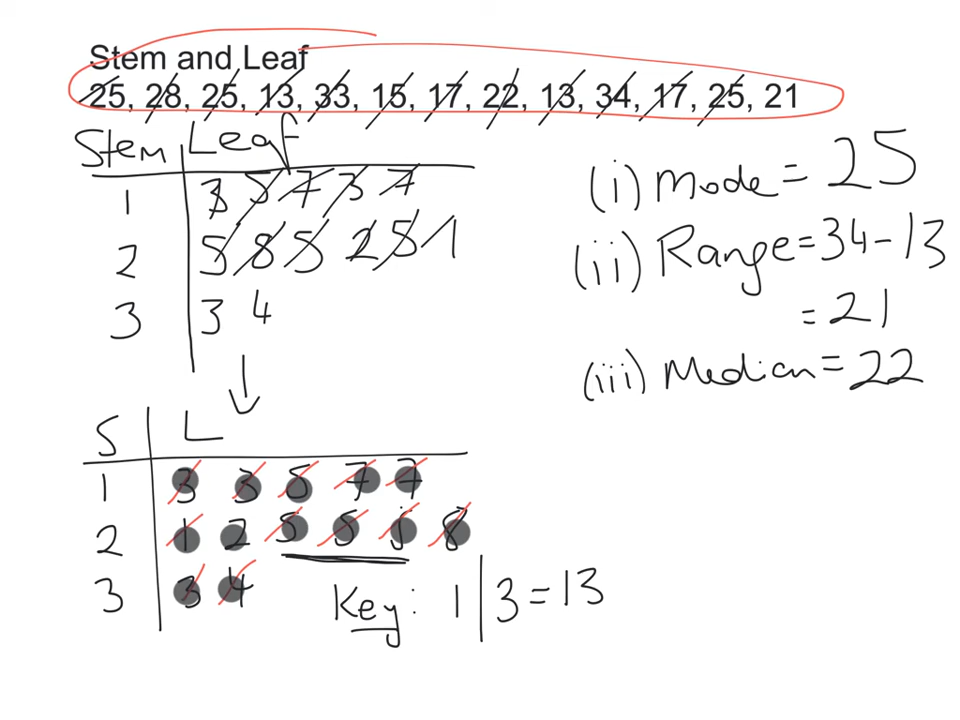 Stem and Leaf
25, 28, 25, 13, 33, 15, 17, 22, 13, 34, 17, 25, 21
Stem Leaf
1 3 5 7 3 7
2 5 8 5 2 5 1
3 3 4
S L
1 3 3 5 7 7
2 1 2 5 5 5 8
3 3 4
Key: 1 | 3 = 13
(i) Mode = 25
(ii) Range = 34 - 13
= 21
(iii) Median = 22